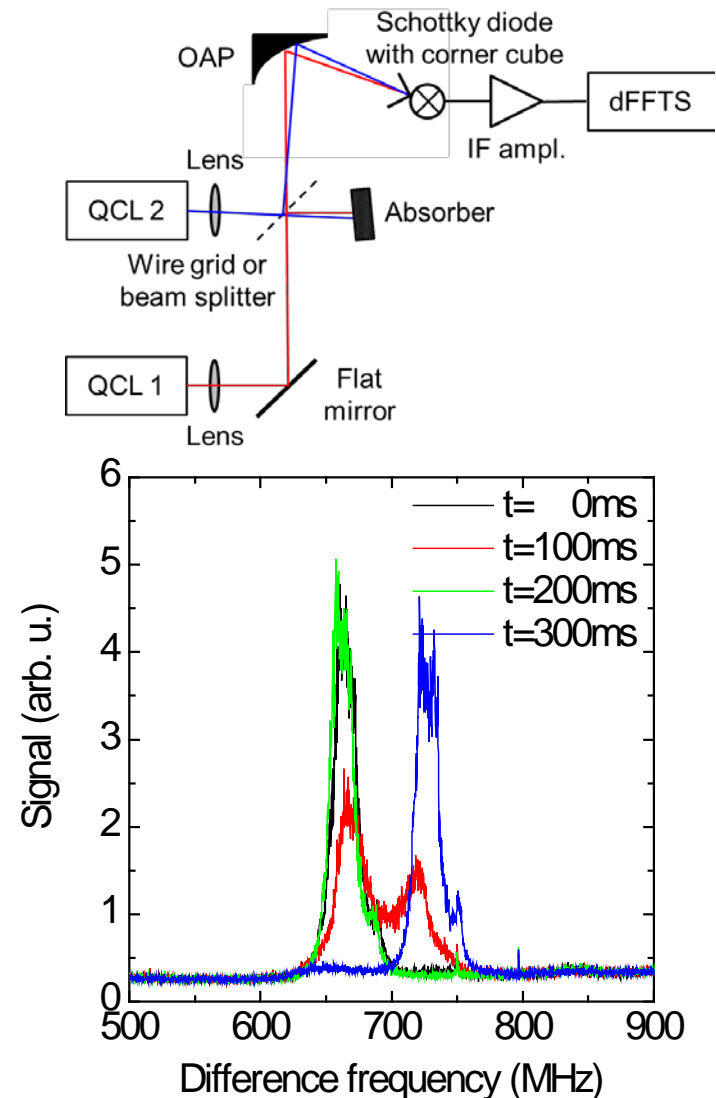 Schottky diode
with corner cube
OAP
dFFTS
IF ampl.
Lens
QCL 2
Absorber
Wire grid or
beam splitter
QCL 1
Flat
mirror
Lens
6
5
4
3
2
1
0
Signal (arb. u.)
t= 0ms
t=100ms
t=200ms
t=300ms
500 600 700 800 900
Difference frequency (MHz)